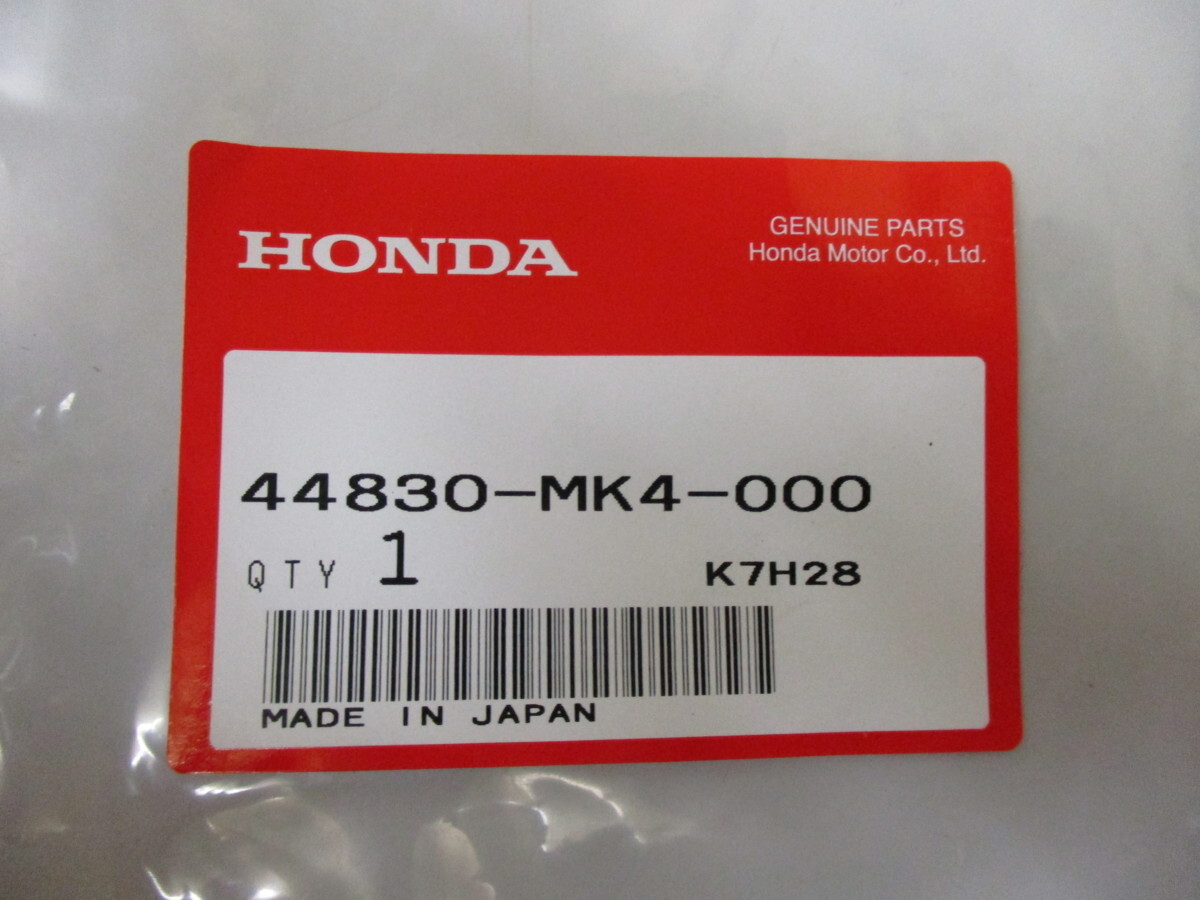 HONDA
GENUINE PARTS
Honda Motor Co., Ltd.
44830-MK4-000
QTY 1
K7H28
MADE IN JAPAN